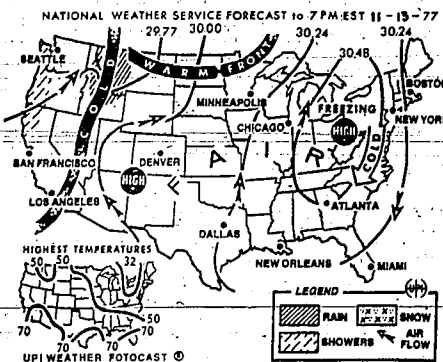 NATIONAL WEATHER SERVICE FORECAST to 7 PM EST 11-13-77
29.77 30.00 30.24 30.48 30.24
SEATTLE
COLD
WARM FRONT
BOSTON
MINNEAPOLIS
FREEZING
NEW YORK
CHICAGO
HIGH
COLD
SAN FRANCISCO
DENVER
HIGH
F A I R
LOS ANGELES
ATLANTA
DALLAS
NEW ORLEANS
MIAMI
HIGHEST TEMPERATURES
50 50 32
50
70 70 70
LEGEND
UPI
RAIN
SNOW
SHOWERS
AIR FLOW
UPI WEATHER FOTOCAST ®